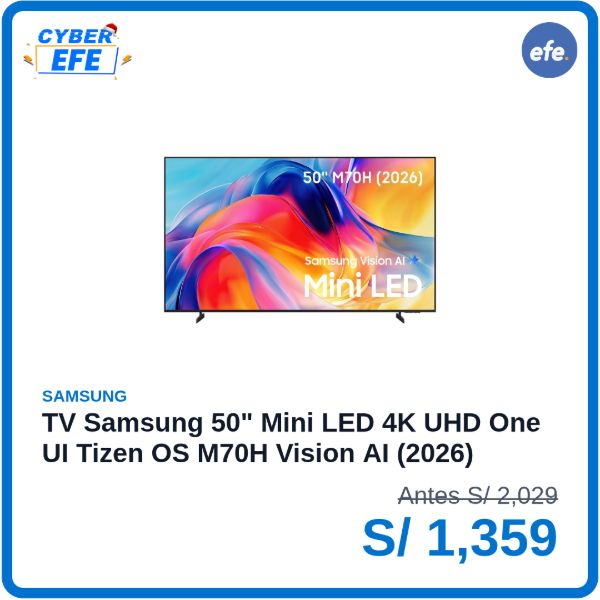 CYBER
EFE
efe.
50" M70H (2026)
Samsung Vision AI
Mini LED
SAMSUNG
TV Samsung 50" Mini LED 4K UHD One
UI Tizen OS M70H Vision AI (2026)
Antes S/ 2,029
S/ 1,359